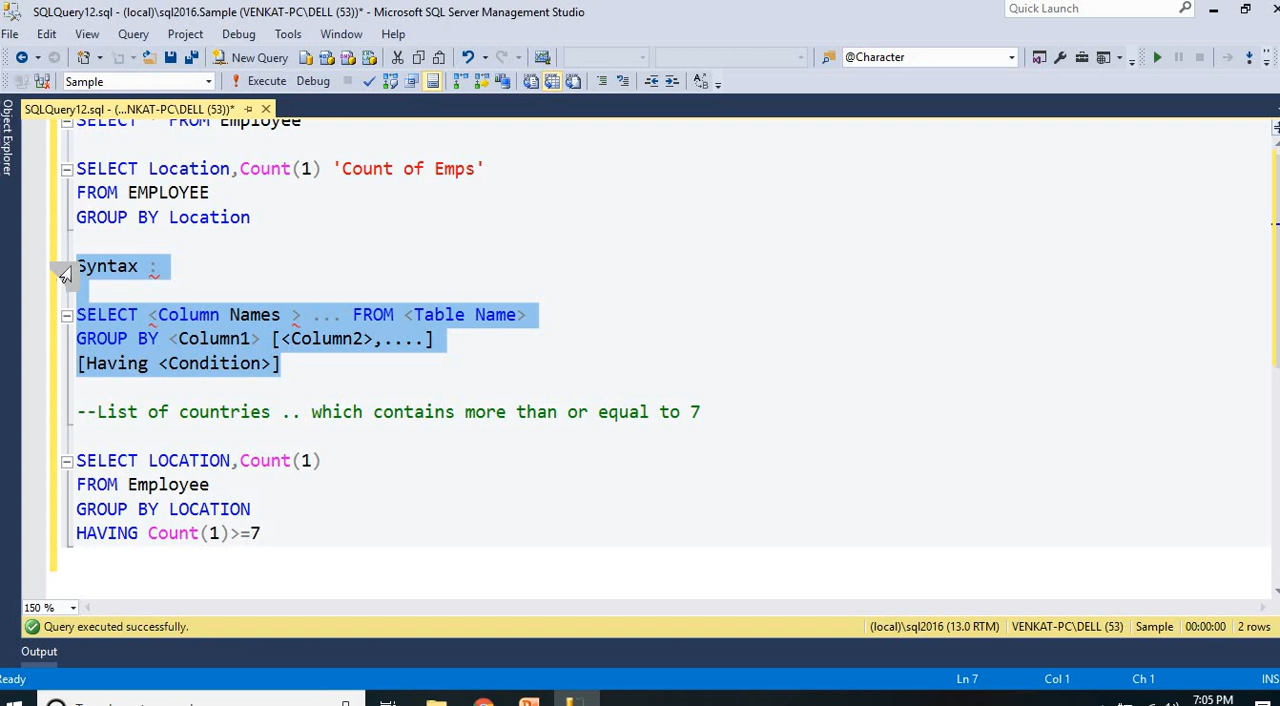 SQLQuery12.sql - (local)\sql2016.Sample (VENKAT-PC\DELL (53))* - Microsoft SQL Server Management Studio
Quick Launch
File Edit View Query Project Debug Tools Window Help
New Query
@Character
Sample
Execute Debug
SQLQuery12.sql - (...NKAT-PC\DELL (53))*
Object Explorer
SELECT * FROM Employee
SELECT Location,Count(1) 'Count of Emps'
FROM EMPLOYEE
GROUP BY Location
Syntax :
SELECT <Column Names > ... FROM <Table Name>
GROUP BY <Column1> [<Column2>,....]
[Having <Condition>]
--List of countries .. which contains more than or equal to 7
SELECT LOCATION,Count(1)
FROM Employee
GROUP BY LOCATION
HAVING Count(1)>=7
150 %
Query executed successfully.
(local)\sql2016 (13.0 RTM) VENKAT-PC\DELL (53) Sample 00:00:00 2 rows
Output
Ready
Ln 7 Col 1 Ch 1 INS
7:05 PM